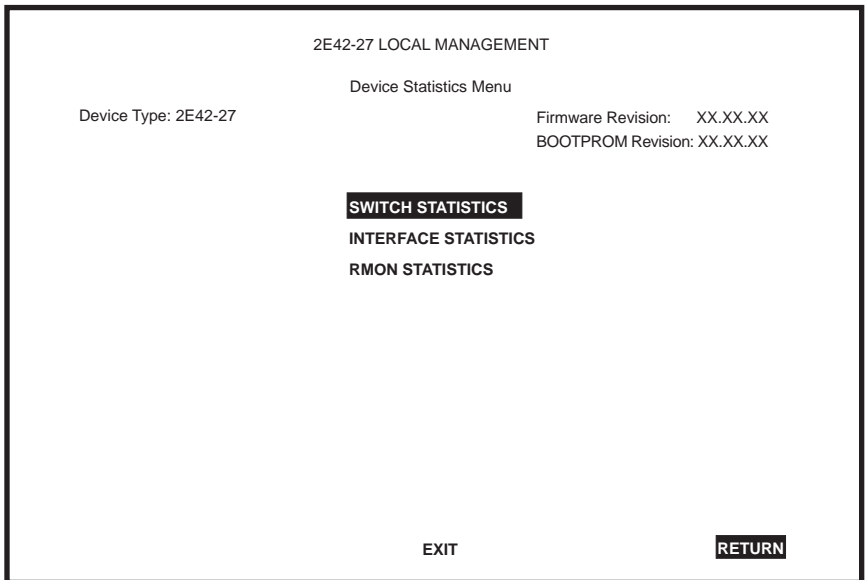 2E42-27 LOCAL MANAGEMENT
Device Statistics Menu
Device Type: 2E42-27
Firmware Revision: XX.XX.XX
BOOTPROM Revision: XX.XX.XX
SWITCH STATISTICS
INTERFACE STATISTICS
RMON STATISTICS
EXIT
RETURN